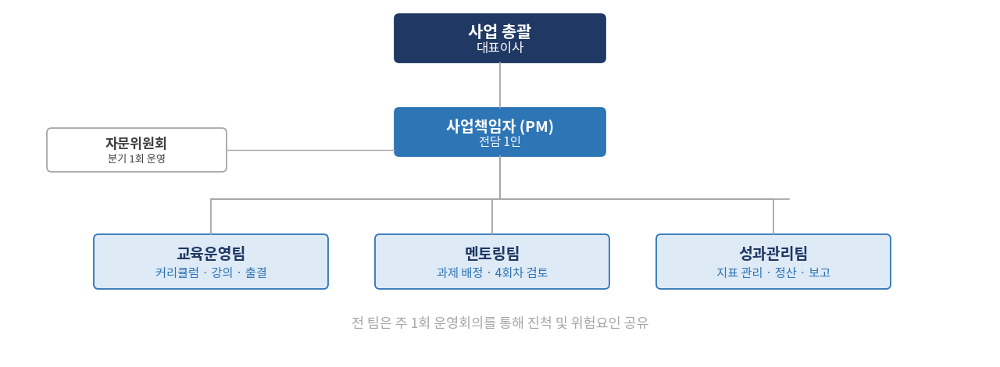 사업 총괄
대표이사
사업책임자 (PM)
전담 1인
자문위원회
분기 1회 운영
교육운영팀
커리큘럼 · 강의 · 출결
멘토링팀
과제 배정 · 4회차 검토
성과관리팀
지표 관리 · 정산 · 보고
전 팀은 주 1회 운영회의를 통해 진척 및 위험요인 공유